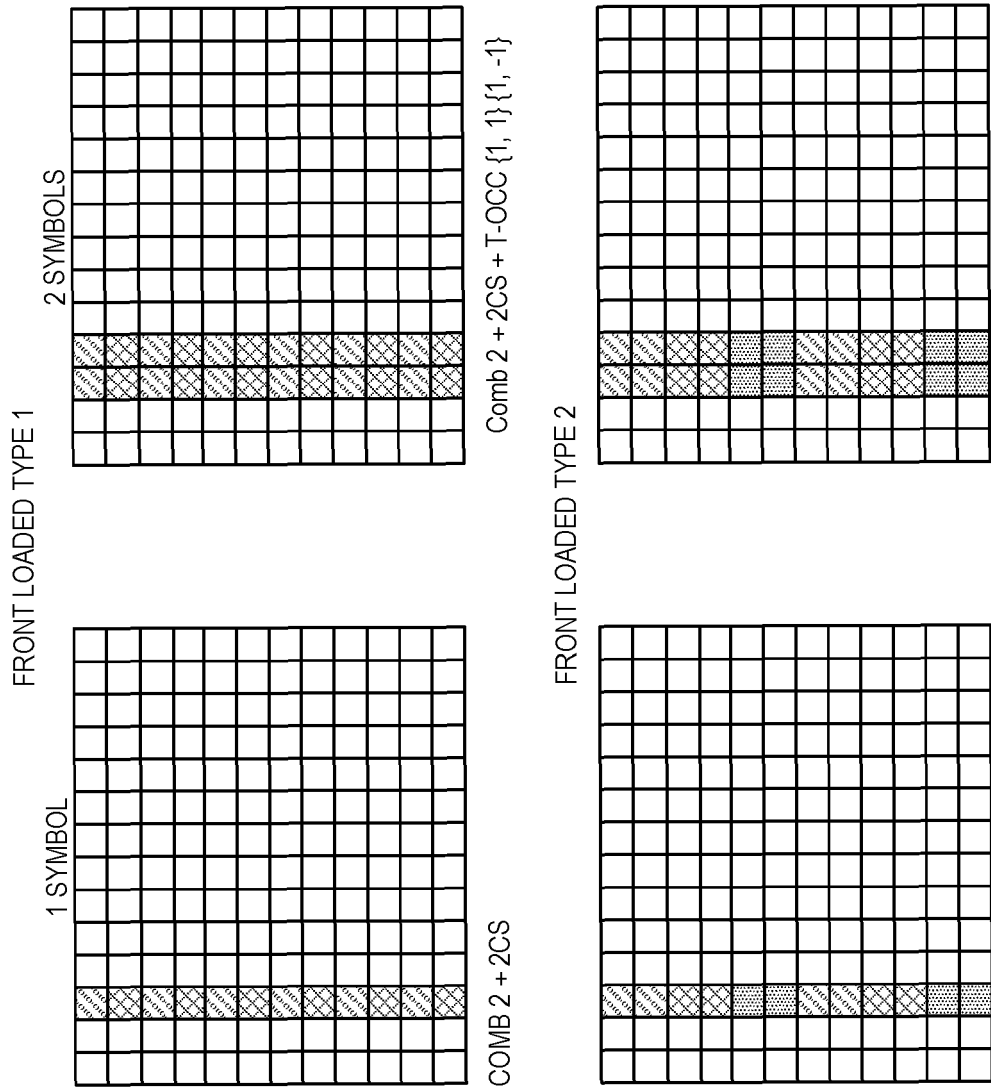 FRONT LOADED TYPE 1
1 SYMBOL
2 SYMBOLS
COMB 2 + 2CS
Comb 2 + 2CS + T-OCC {1, 1} {1, -1}
FRONT LOADED TYPE 2